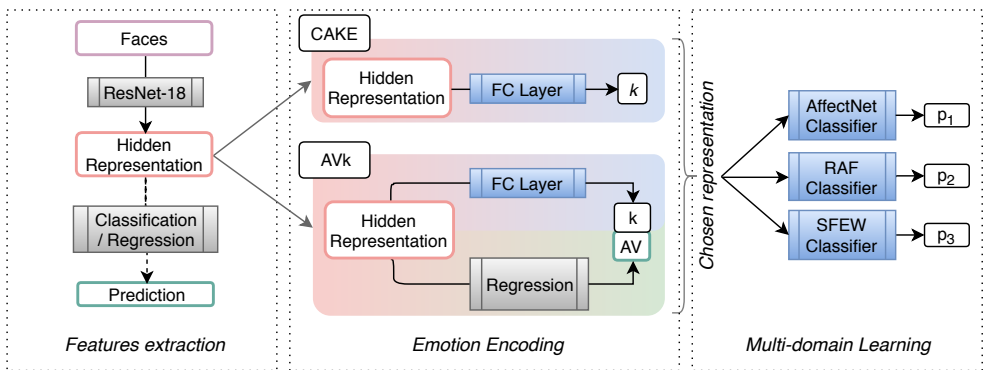 Faces
ResNet-18
Hidden
Representation
Classification
/ Regression
Prediction
Features extraction
CAKE
Hidden
Representation
FC Layer
k
AVk
Hidden
Representation
FC Layer
k
AV
Regression
Emotion Encoding
Chosen representation
AffectNet
Classifier
p₁
RAF
Classifier
p₂
SFEW
Classifier
p₃
Multi-domain Learning